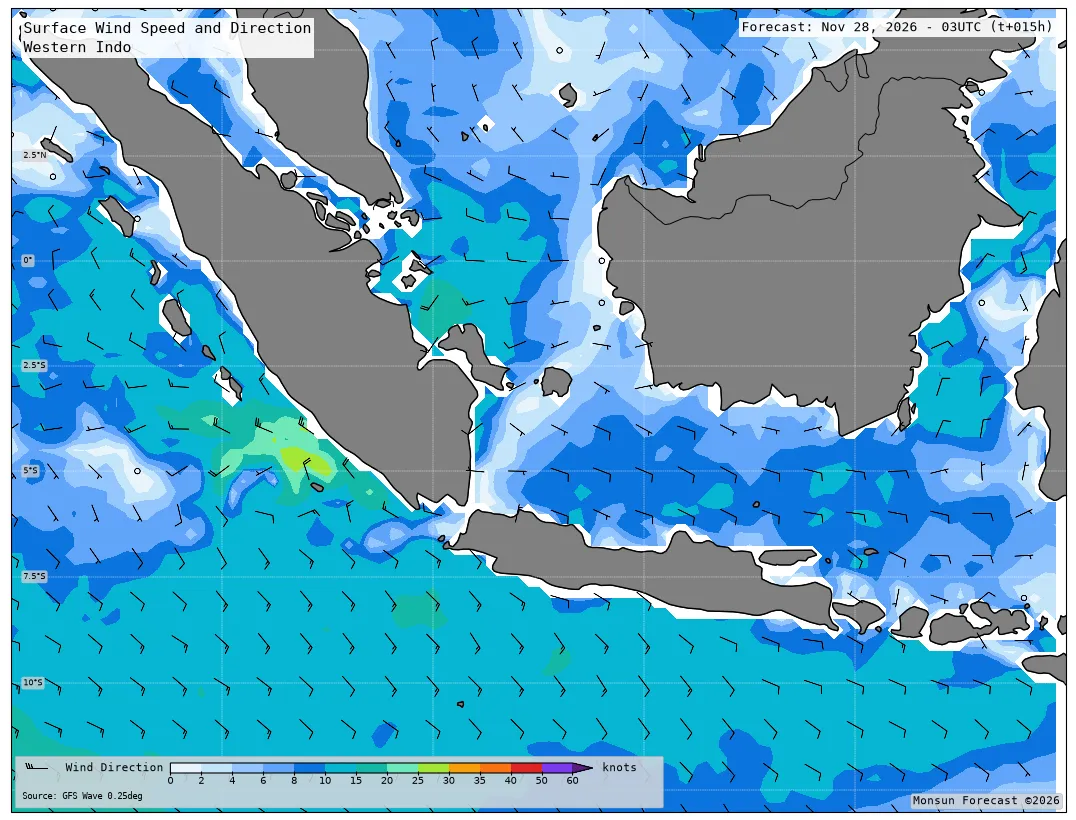 Surface Wind Speed and Direction
Western Indo
Forecast: Nov 28, 2026 - 03UTC (t+015h)
2.5°N
0°
2.5°S
5°S
7.5°S
10°S
Wind Direction
0 2 4 6 8 10 15 20 25 30 35 40 50 60
knots
Source: GFS Wave 0.25deg
Monsun Forecast ©2026